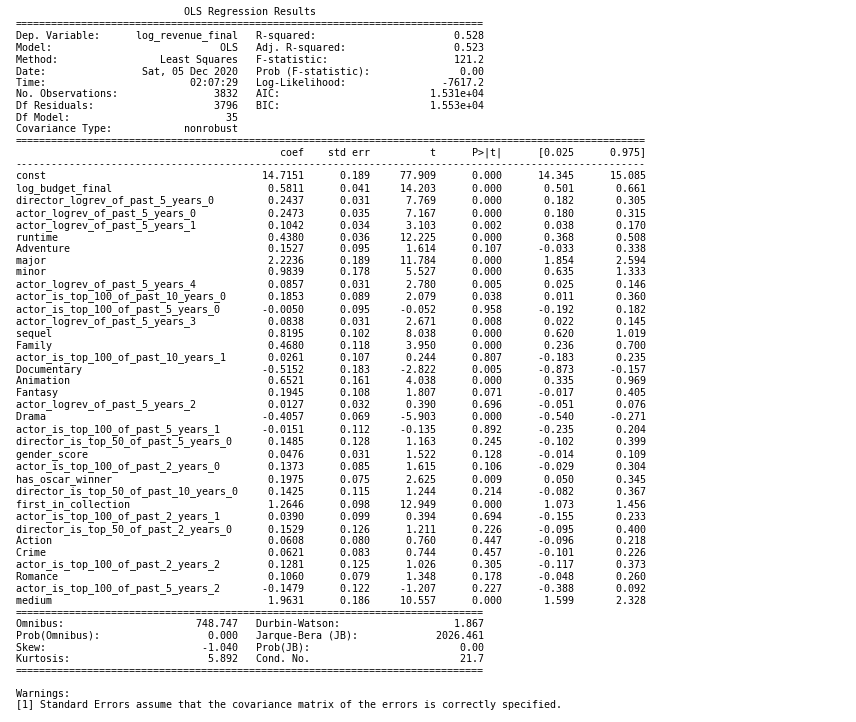 OLS Regression Results
==============================================================================
Dep. Variable:      log_revenue_final   R-squared:                       0.528
Model:                            OLS   Adj. R-squared:                  0.523
Method:                 Least Squares   F-statistic:                     121.2
Date:                Sat, 05 Dec 2020   Prob (F-statistic):               0.00
Time:                        02:07:29   Log-Likelihood:                -7617.2
No. Observations:                3832   AIC:                         1.531e+04
Df Residuals:                    3796   BIC:                         1.553e+04
Df Model:                          35
Covariance Type:            nonrobust
=========================================================================================================
coef    std err          t      P>|t|      [0.025      0.975]
---------------------------------------------------------------------------------------------------------
const                                    14.7151      0.189     77.909      0.000      14.345      15.085
log_budget_final                          0.5811      0.041     14.203      0.000       0.501       0.661
director_logrev_of_past_5_years_0         0.2437      0.031      7.769      0.000       0.182       0.305
actor_logrev_of_past_5_years_0            0.2473      0.035      7.167      0.000       0.180       0.315
actor_logrev_of_past_5_years_1            0.1042      0.034      3.103      0.002       0.038       0.170
runtime                                   0.4380      0.036     12.225      0.000       0.368       0.508
Adventure                                 0.1527      0.095      1.614      0.107      -0.033       0.338
major                                     2.2236      0.189     11.784      0.000       1.854       2.594
minor                                     0.9839      0.178      5.527      0.000       0.635       1.333
actor_logrev_of_past_5_years_4            0.0857      0.031      2.780      0.005       0.025       0.146
actor_is_top_100_of_past_10_years_0       0.1853      0.089      2.079      0.038       0.011       0.360
actor_is_top_100_of_past_5_years_0       -0.0050      0.095     -0.052      0.958      -0.192       0.182
actor_logrev_of_past_5_years_3            0.0838      0.031      2.671      0.008       0.022       0.145
sequel                                    0.8195      0.102      8.038      0.000       0.620       1.019
Family                                    0.4680      0.118      3.950      0.000       0.236       0.700
actor_is_top_100_of_past_10_years_1       0.0261      0.107      0.244      0.807      -0.183       0.235
Documentary                              -0.5152      0.183     -2.822      0.005      -0.873      -0.157
Animation                                 0.6521      0.161      4.038      0.000       0.335       0.969
Fantasy                                   0.1945      0.108      1.807      0.071      -0.017       0.405
actor_logrev_of_past_5_years_2            0.0127      0.032      0.390      0.696      -0.051       0.076
Drama                                    -0.4057      0.069     -5.903      0.000      -0.540      -0.271
actor_is_top_100_of_past_5_years_1       -0.0151      0.112     -0.135      0.892      -0.235       0.204
director_is_top_50_of_past_5_years_0      0.1485      0.128      1.163      0.245      -0.102       0.399
gender_score                              0.0476      0.031      1.522      0.128      -0.014       0.109
actor_is_top_100_of_past_2_years_0        0.1373      0.085      1.615      0.106      -0.029       0.304
has_oscar_winner                          0.1975      0.075      2.625      0.009       0.050       0.345
director_is_top_50_of_past_10_years_0     0.1425      0.115      1.244      0.214      -0.082       0.367
first_in_collection                       1.2646      0.098     12.949      0.000       1.073       1.456
actor_is_top_100_of_past_2_years_1        0.0390      0.099      0.394      0.694      -0.155       0.233
director_is_top_50_of_past_2_years_0      0.1529      0.126      1.211      0.226      -0.095       0.400
Action                                    0.0608      0.080      0.760      0.447      -0.096       0.218
Crime                                     0.0621      0.083      0.744      0.457      -0.101       0.226
actor_is_top_100_of_past_2_years_2        0.1281      0.125      1.026      0.305      -0.117       0.373
Romance                                   0.1060      0.079      1.348      0.178      -0.048       0.260
actor_is_top_100_of_past_5_years_2       -0.1479      0.122     -1.207      0.227      -0.388       0.092
medium                                    1.9631      0.186     10.557      0.000       1.599       2.328
==============================================================================
Omnibus:                      748.747   Durbin-Watson:                   1.867
Prob(Omnibus):                  0.000   Jarque-Bera (JB):             2026.461
Skew:                          -1.040   Prob(JB):                         0.00
Kurtosis:                       5.892   Cond. No.                         21.7
==============================================================================
Warnings:
[1] Standard Errors assume that the covariance matrix of the errors is correctly specified.